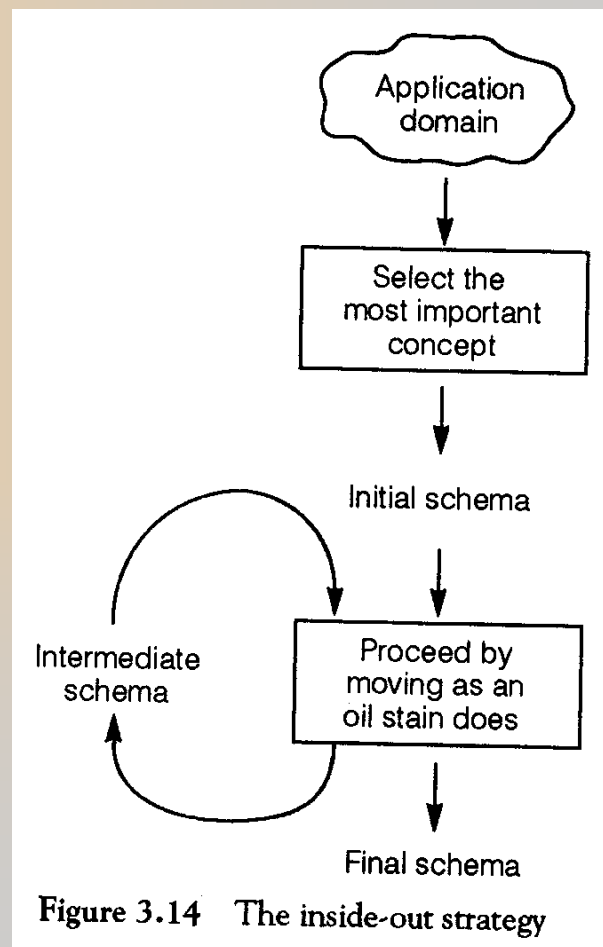 Application
domain
Select the
most important
concept
Initial schema
Intermediate
schema
Proceed by
moving as an
oil stain does
Final schema
Figure 3.14 The inside-out strategy